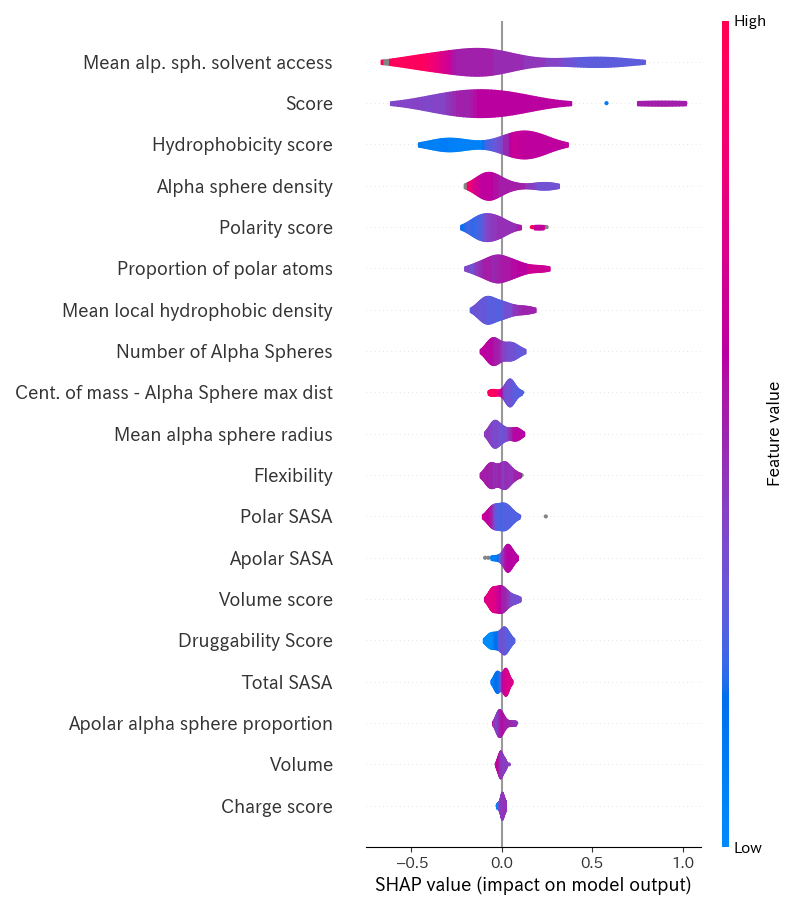 High
Mean alp. sph. solvent access
Score
Hydrophobicity score
Alpha sphere density
Polarity score
Proportion of polar atoms
Mean local hydrophobic density
Number of Alpha Spheres
Cent. of mass - Alpha Sphere max dist
Mean alpha sphere radius
Flexibility
Polar SASA
Apolar SASA
Volume score
Druggability Score
Total SASA
Apolar alpha sphere proportion
Volume
Charge score
Feature value
Low
−0.5 0.0 0.5 1.0
SHAP value (impact on model output)